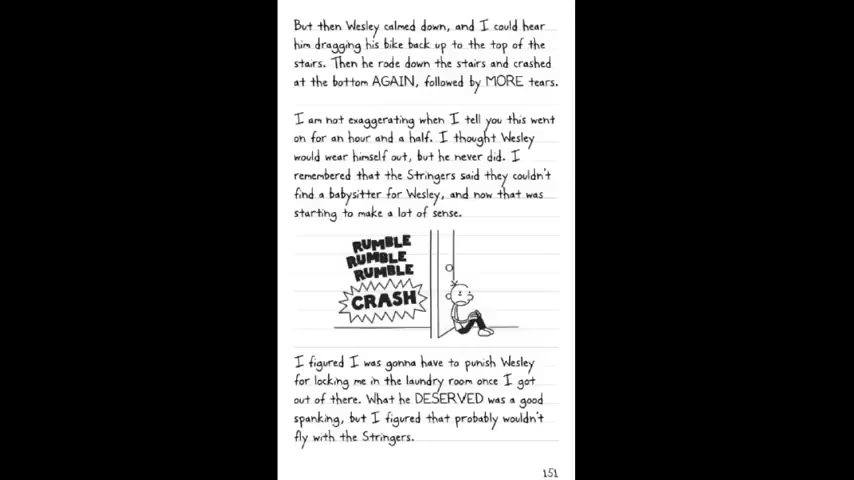 But then Wesley calmed down, and I could hear
him dragging his bike back up to the top of the
stairs. Then he rode down the stairs and crashed
at the bottom AGAIN, followed by MORE tears.
I am not exaggerating when I tell you this went
on for an hour and a half. I thought Wesley
would wear himself out, but he never did. I
remembered that the Stringers said they couldn't
find a babysitter for Wesley, and now that was
starting to make a lot of sense.
RUMBLE
RUMBLE
RUMBLE
CRASH
I figured I was gonna have to punish Wesley
for locking me in the laundry room once I got
out of there. What he DESERVED was a good
spanking, but I figured that probably wouldn't
fly with the Stringers.
151